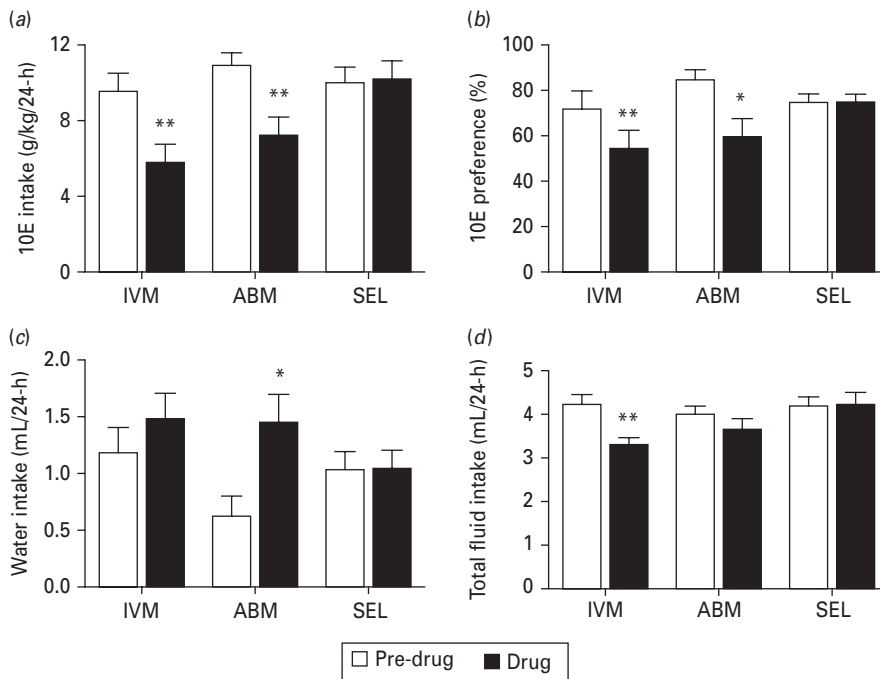 (a)
10E intake (g/kg/24-h)
12
8
4
0
**
**
IVM ABM SEL
(b)
10E preference (%)
100
80
60
40
20
0
**
*
IVM ABM SEL
(c)
Water intake (mL/24-h)
2.0
1.5
1.0
0.5
0.0
*
IVM ABM SEL
(d)
Total fluid intake (mL/24-h)
5
4
3
2
1
0
**
IVM ABM SEL
Pre-drug Drug